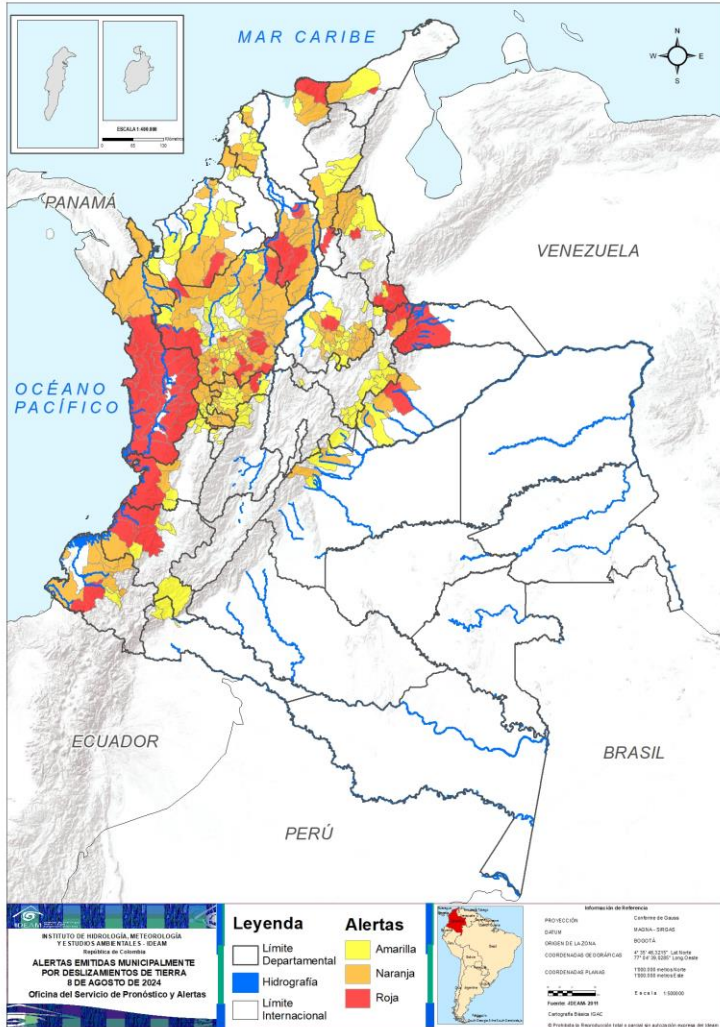 MAR CARIBE
N
W
E
S
ESCALA 1:400.000
PANAMÁ
VENEZUELA
OCÉANO
PACÍFICO
ECUADOR
BRASIL
PERÚ
IDEAM
INSTITUTO DE HIDROLOGÍA, METEOROLOGÍA
Y ESTUDIOS AMBIENTALES - IDEAM
República de Colombia
ALERTAS EMITIDAS MUNICIPALMENTE
POR DESLIZAMIENTOS DE TIERRA
8 DE AGOSTO DE 2024
Oficina del Servicio de Pronóstico y Alertas
Leyenda
Límite
Departamental
Hidrografía
Límite
Internacional
Alertas
Amarilla
Naranja
Roja
Información de Referencia
PROYECCIÓN Conforme de Gauss
DATUM MAGNA - SIRGAS
ORIGEN DE LA ZONA BOGOTÁ
COORDENADAS GEOGRÁFICAS
COORDENADAS PLANAS
Fuente: IDEAM- 2011
Cartografía Básica IGAC